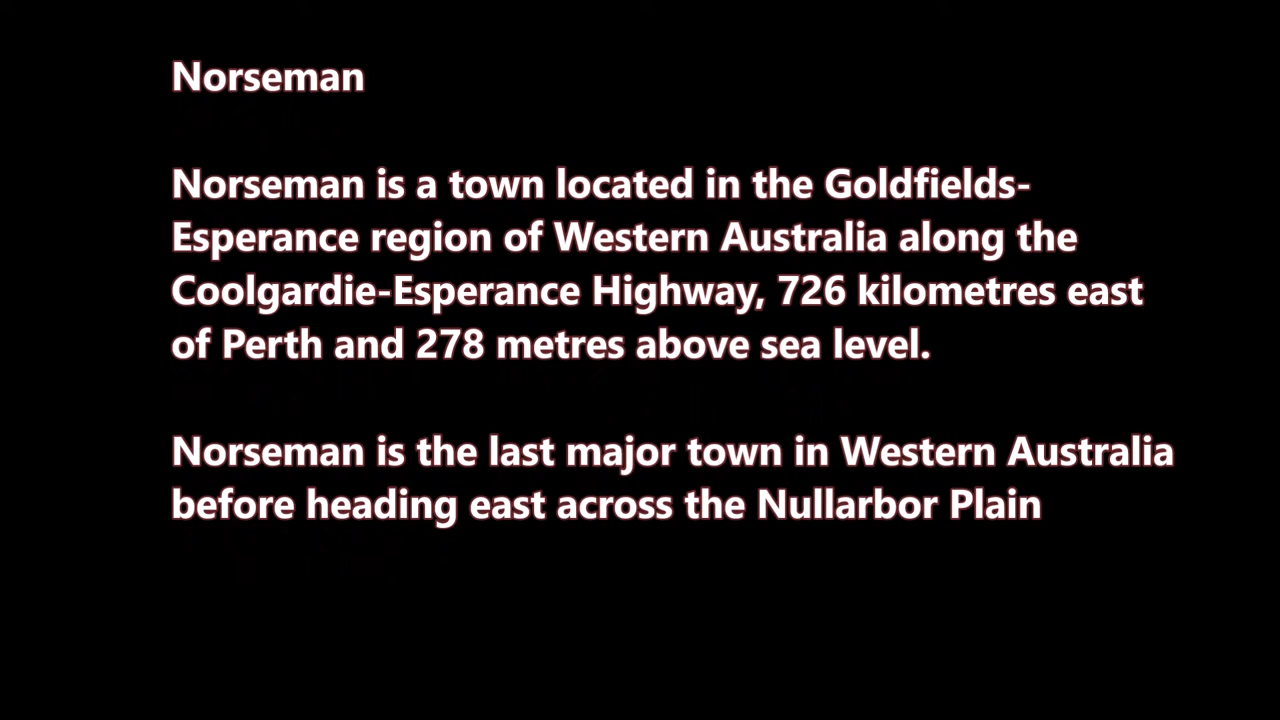 Norseman
Norseman is a town located in the Goldfields-
Esperance region of Western Australia along the
Coolgardie-Esperance Highway, 726 kilometres east
of Perth and 278 metres above sea level.
Norseman is the last major town in Western Australia
before heading east across the Nullarbor Plain